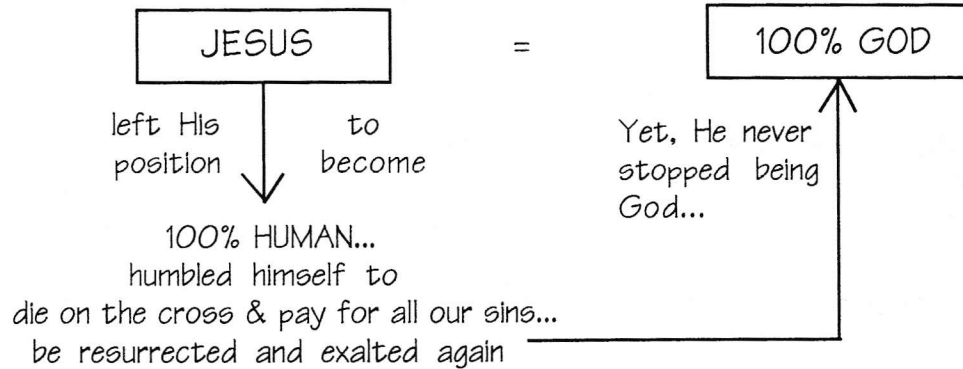 JESUS = 100% GOD
left His to
position become
Yet, He never
stopped being
God...
100% HUMAN...
humbled himself to
die on the cross & pay for all our sins...
be resurrected and exalted again